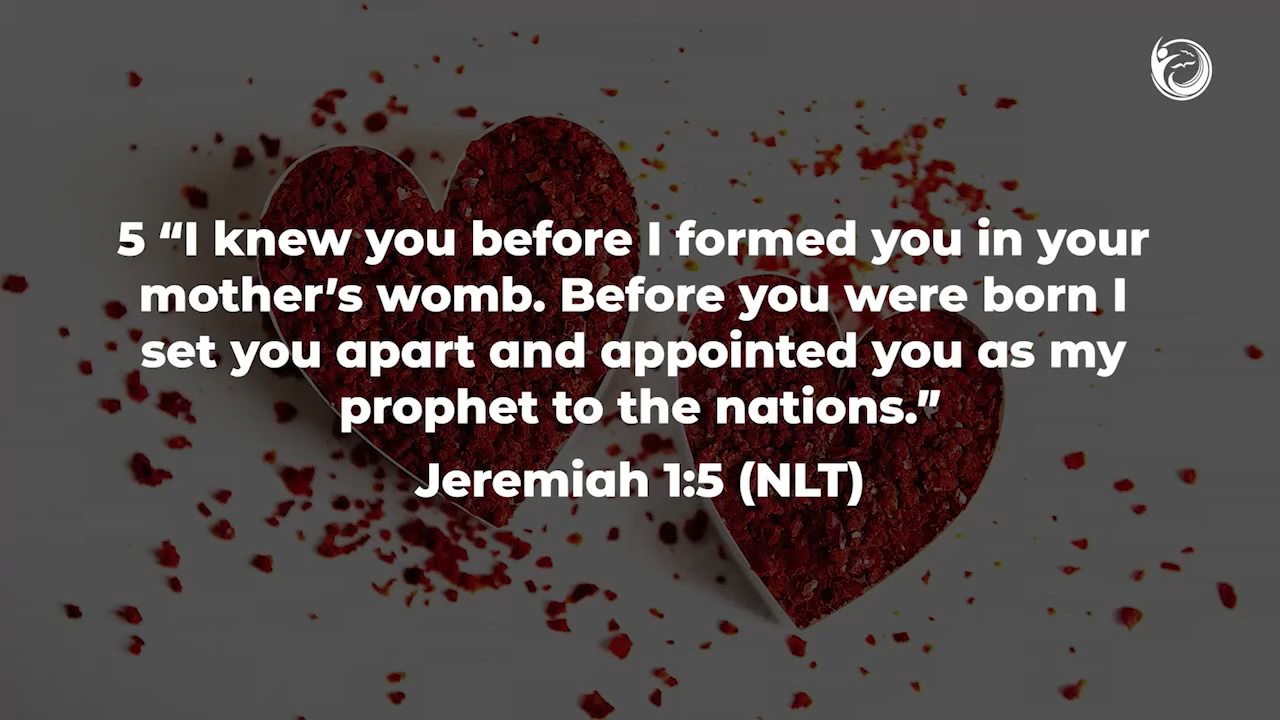 5 “I knew you before I formed you in your
mother’s womb. Before you were born I
set you apart and appointed you as my
prophet to the nations.”
Jeremiah 1:5 (NLT)